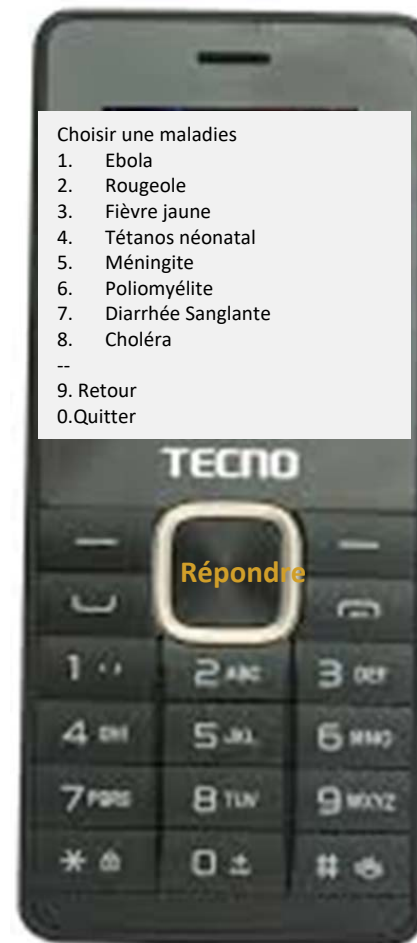 Choisir une maladies
1. Ebola
2. Rougeole
3. Fièvre jaune
4. Tétanos néonatal
5. Méningite
6. Poliomyélite
7. Diarrhée Sanglante
8. Choléra
--
9. Retour
0.Quitter
TECNO
Répondre
1 2 ABC 3 DEF
4 GHI 5 JKL 6 MNO
7 PQRS 8 TUV 9 WXYZ
* 0 #